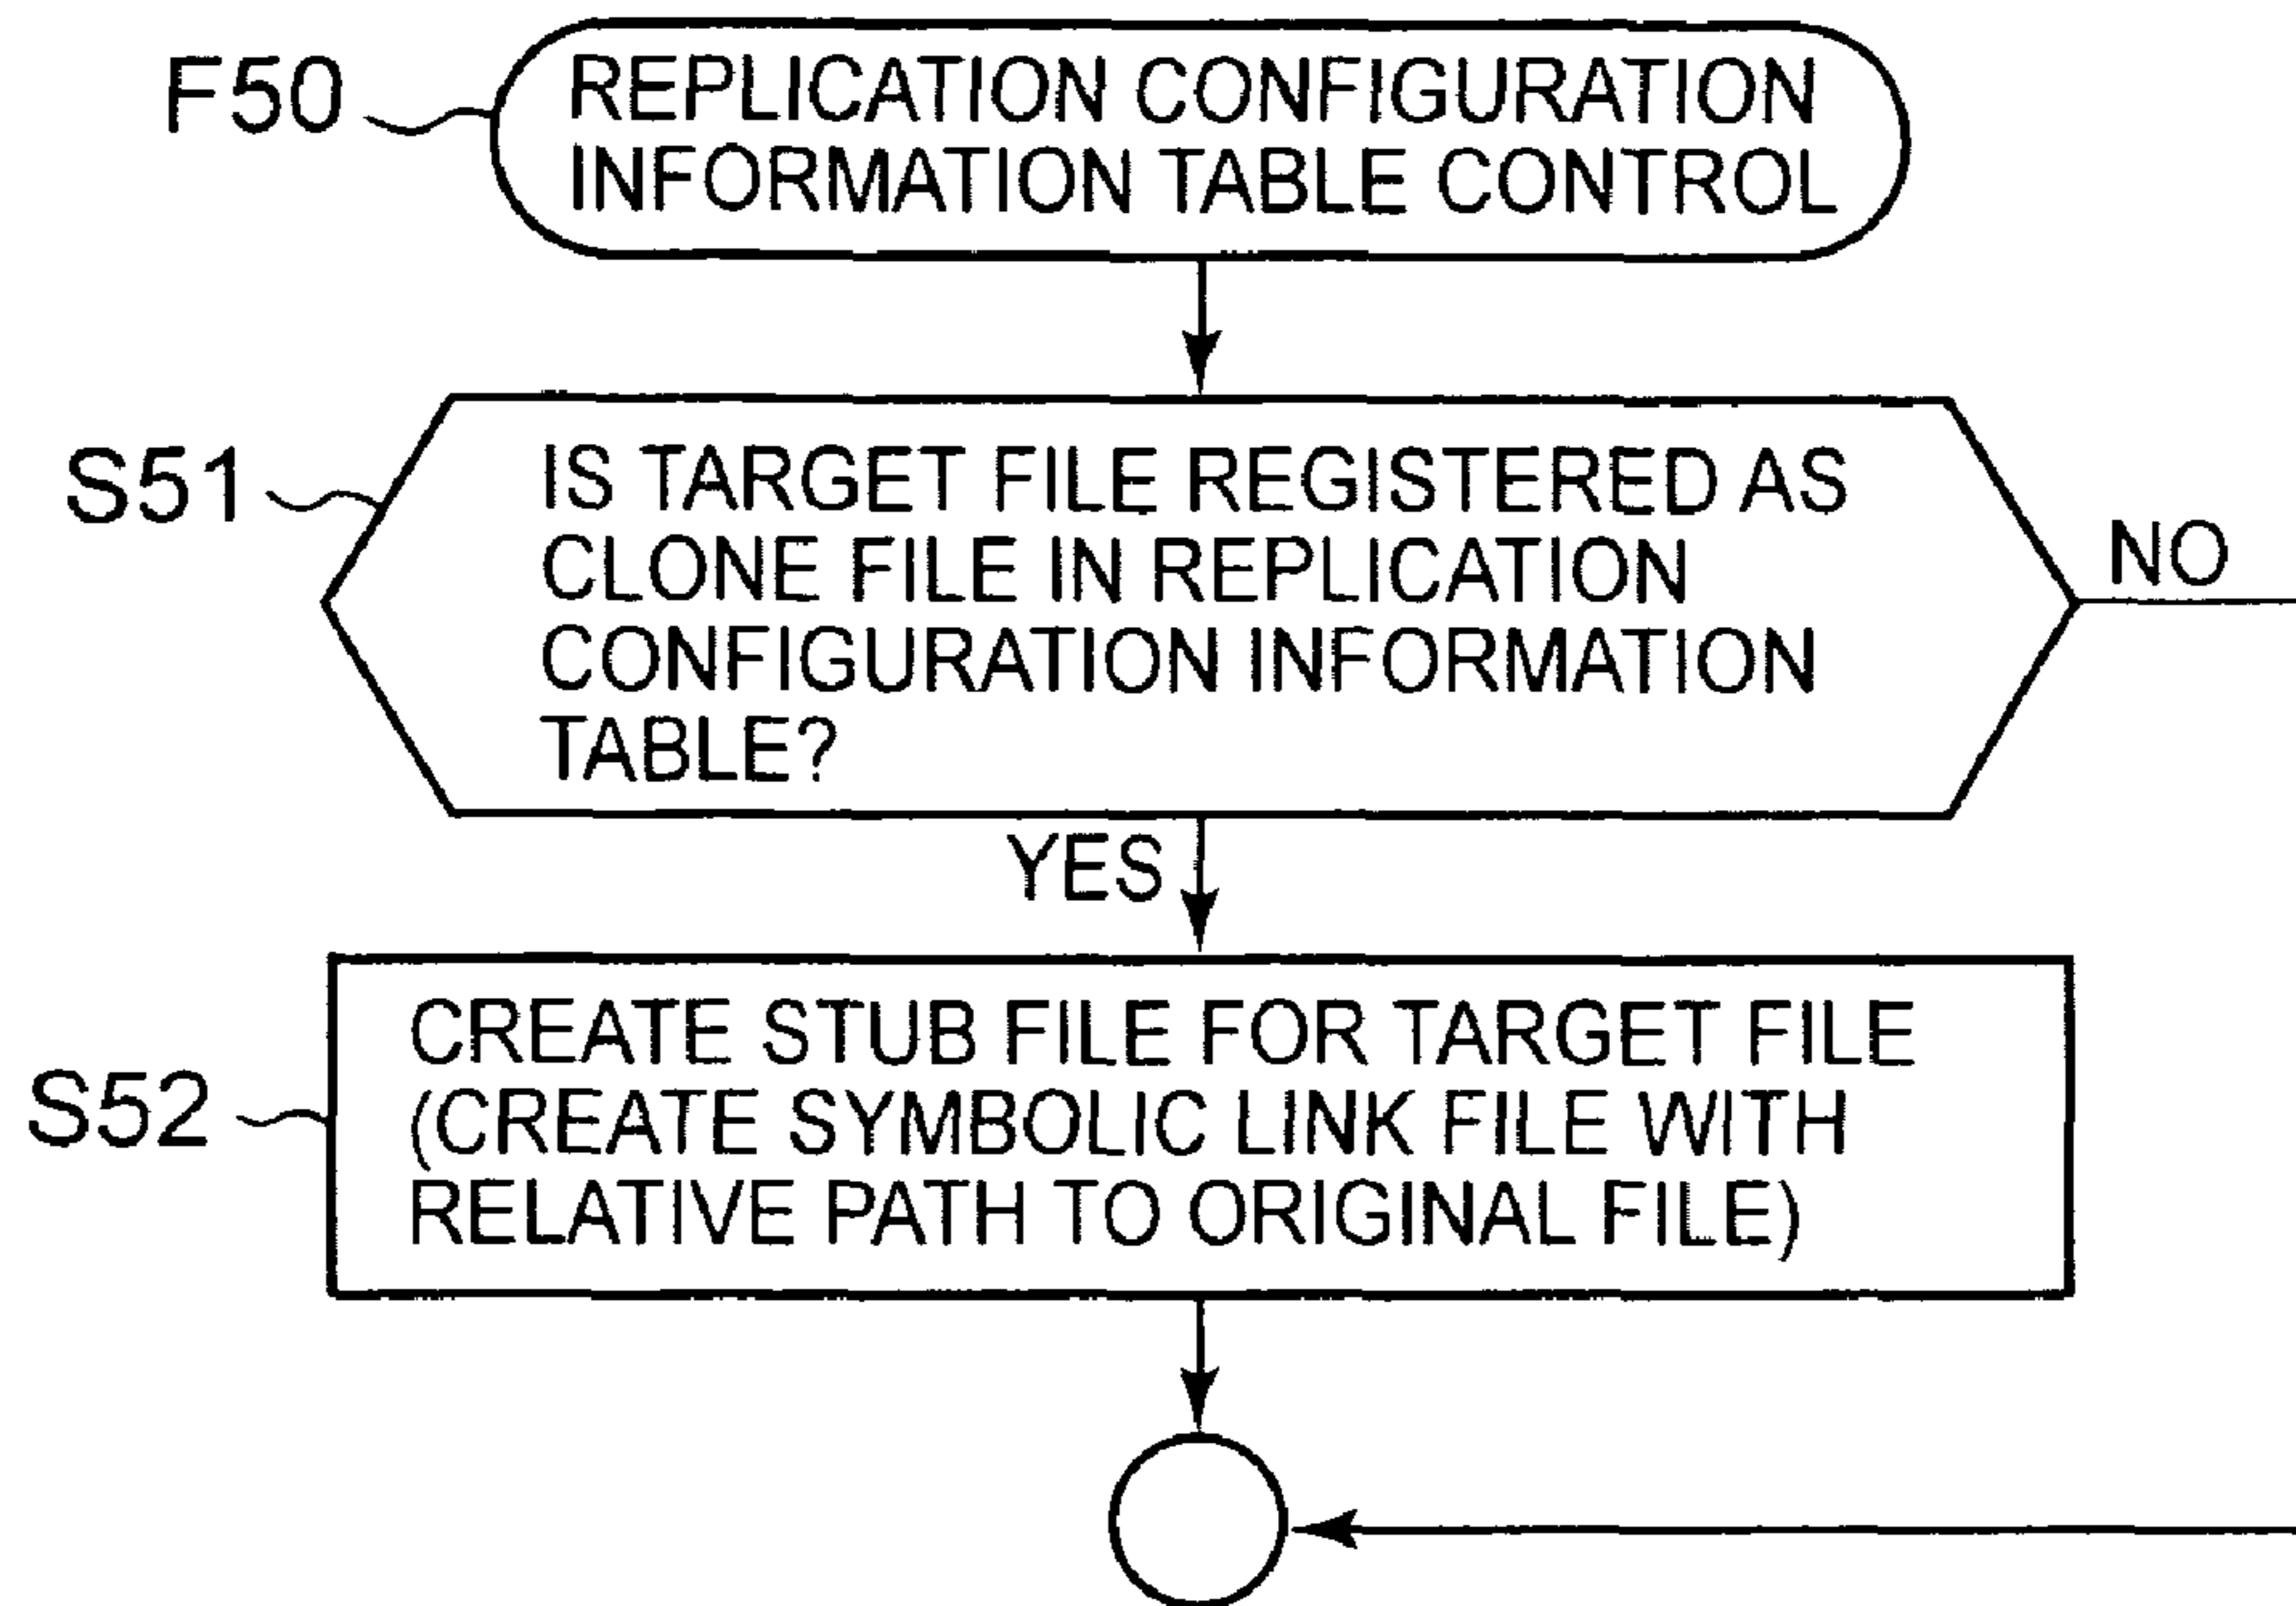 F50
REPLICATION CONFIGURATION
INFORMATION TABLE CONTROL
S51
IS TARGET FILE REGISTERED AS
CLONE FILE IN REPLICATION
CONFIGURATION INFORMATION
TABLE?
NO
YES
S52
CREATE STUB FILE FOR TARGET FILE
(CREATE SYMBOLIC LINK FILE WITH
RELATIVE PATH TO ORIGINAL FILE)